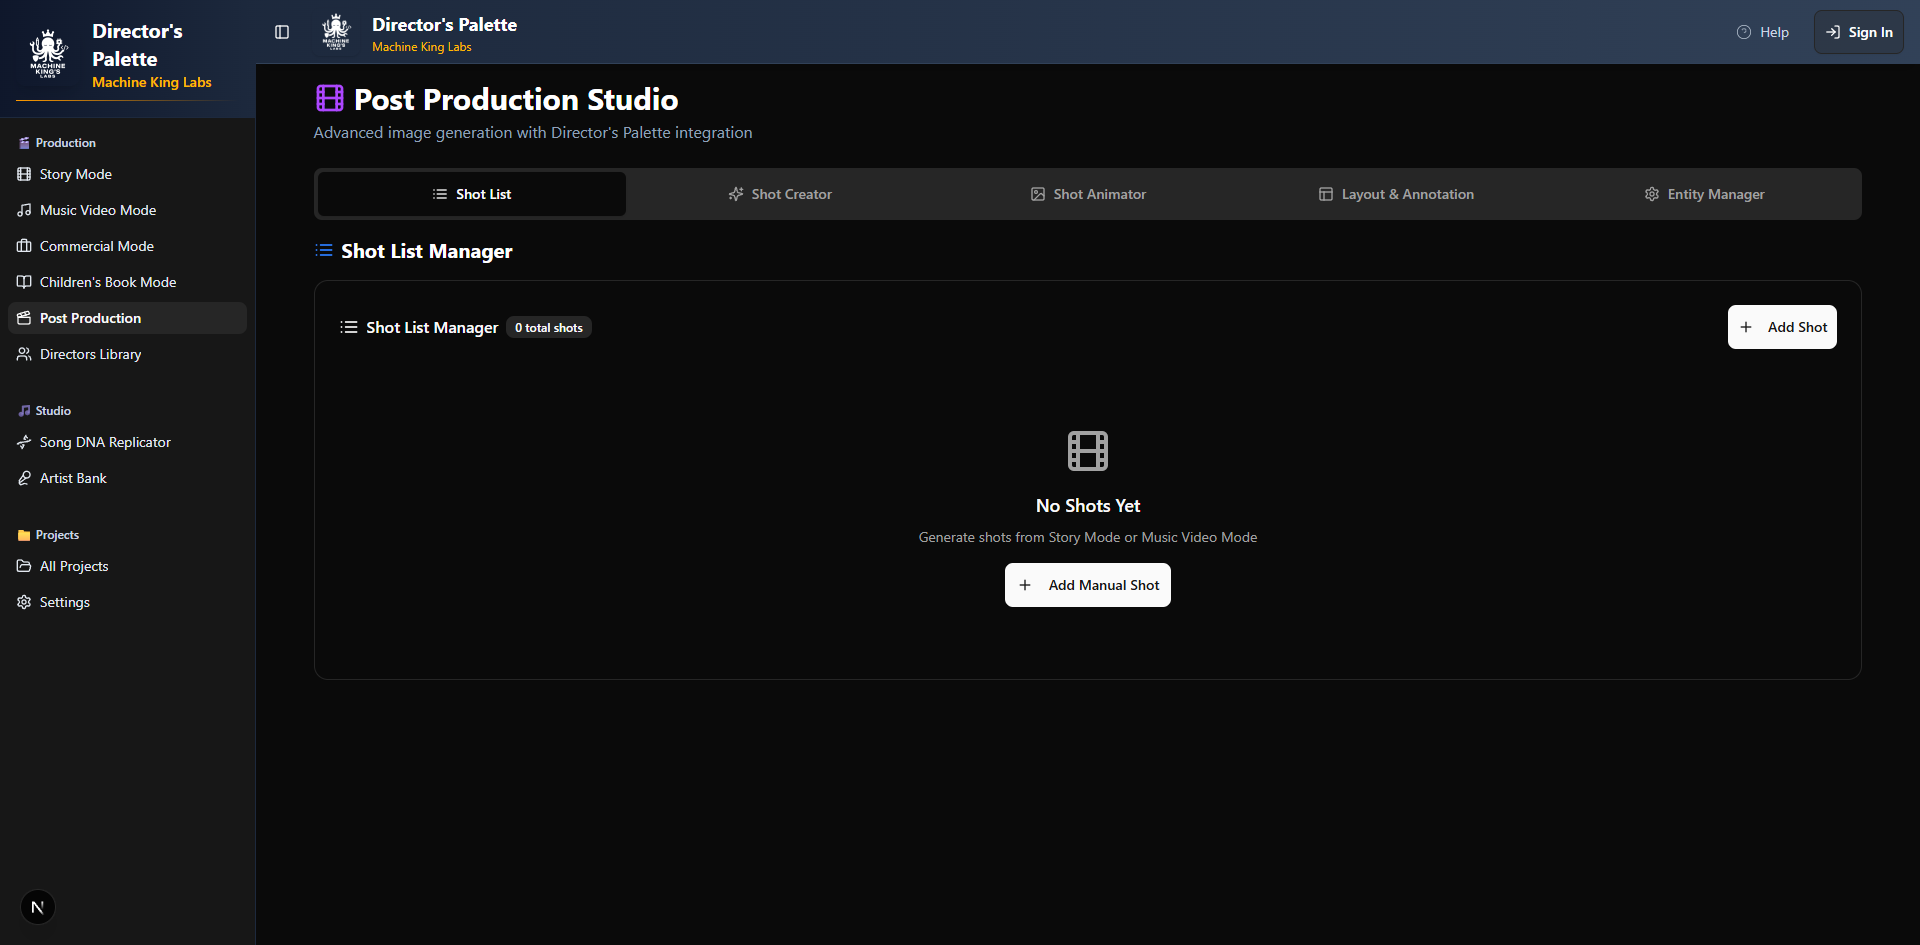 MACHINE
KING'S
LABS
Director's
Palette
Machine King Labs
Production
Story Mode
Music Video Mode
Commercial Mode
Children's Book Mode
Post Production
Directors Library
Studio
Song DNA Replicator
Artist Bank
Projects
All Projects
Settings
N
MACHINE
KING'S
LABS
Director's Palette
Machine King Labs
Help
Sign In
Post Production Studio
Advanced image generation with Director's Palette integration
Shot List
Shot Creator
Shot Animator
Layout & Annotation
Entity Manager
Shot List Manager
Shot List Manager 0 total shots
+ Add Shot
No Shots Yet
Generate shots from Story Mode or Music Video Mode
+ Add Manual Shot